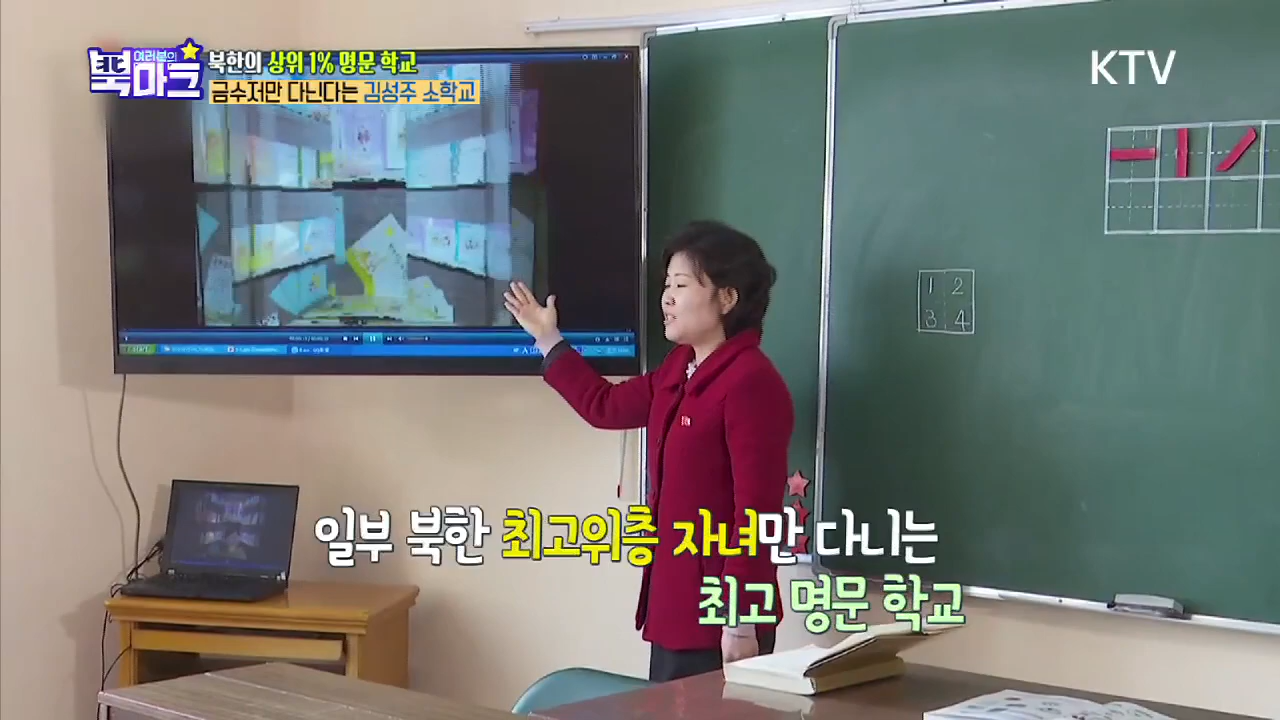 여러분의
북마크
북한의 상위 1% 명문 학교
금수저만 다닌다는 김성주 소학교
KTV
1 2
3 4
start
일부 북한 최고위층 자녀만 다니는
최고 명문 학교